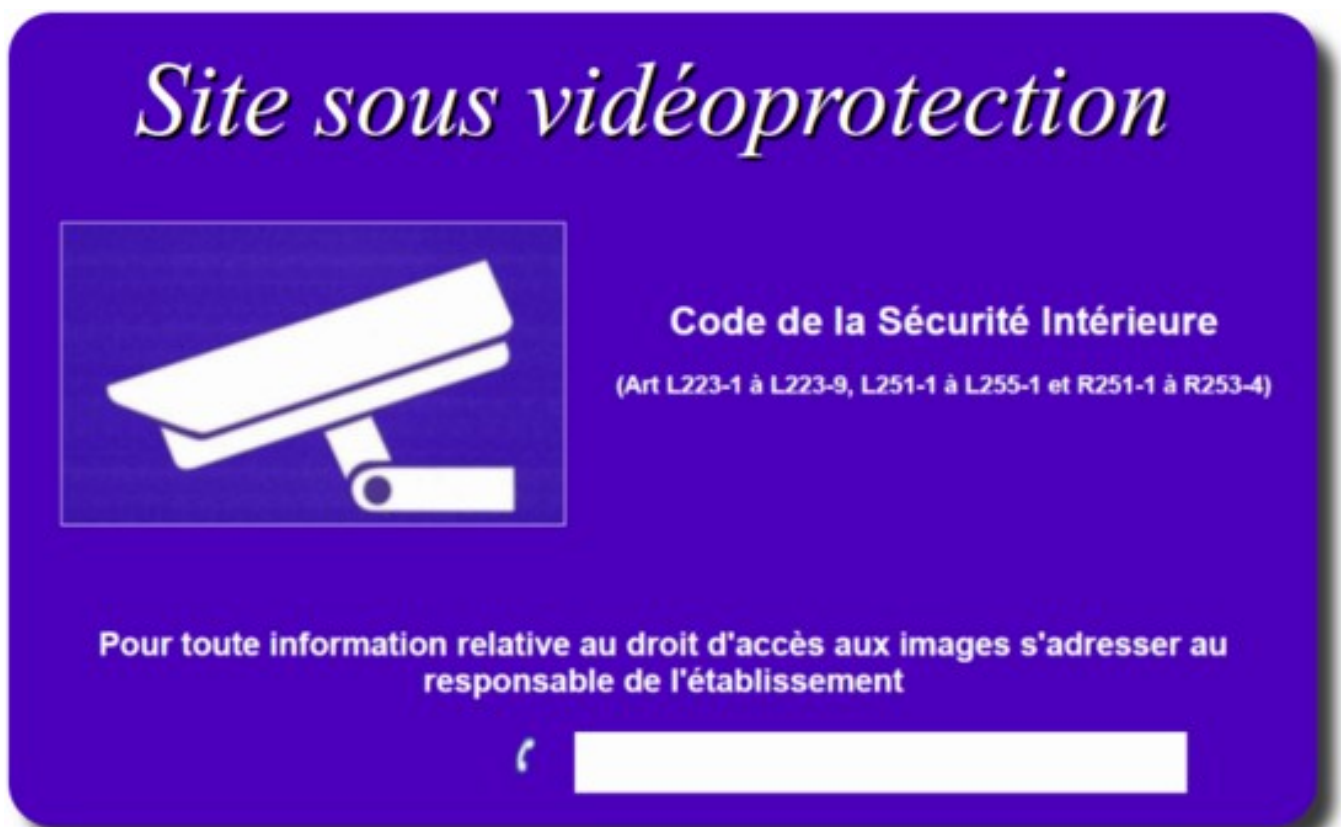 Site sous vidéoprotection
Code de la Sécurité Intérieure
(Art L223-1 à L223-9, L251-1 à L255-1 et R251-1 à R253-4)
Pour toute information relative au droit d'accès aux images s'adresser au
responsable de l'établissement